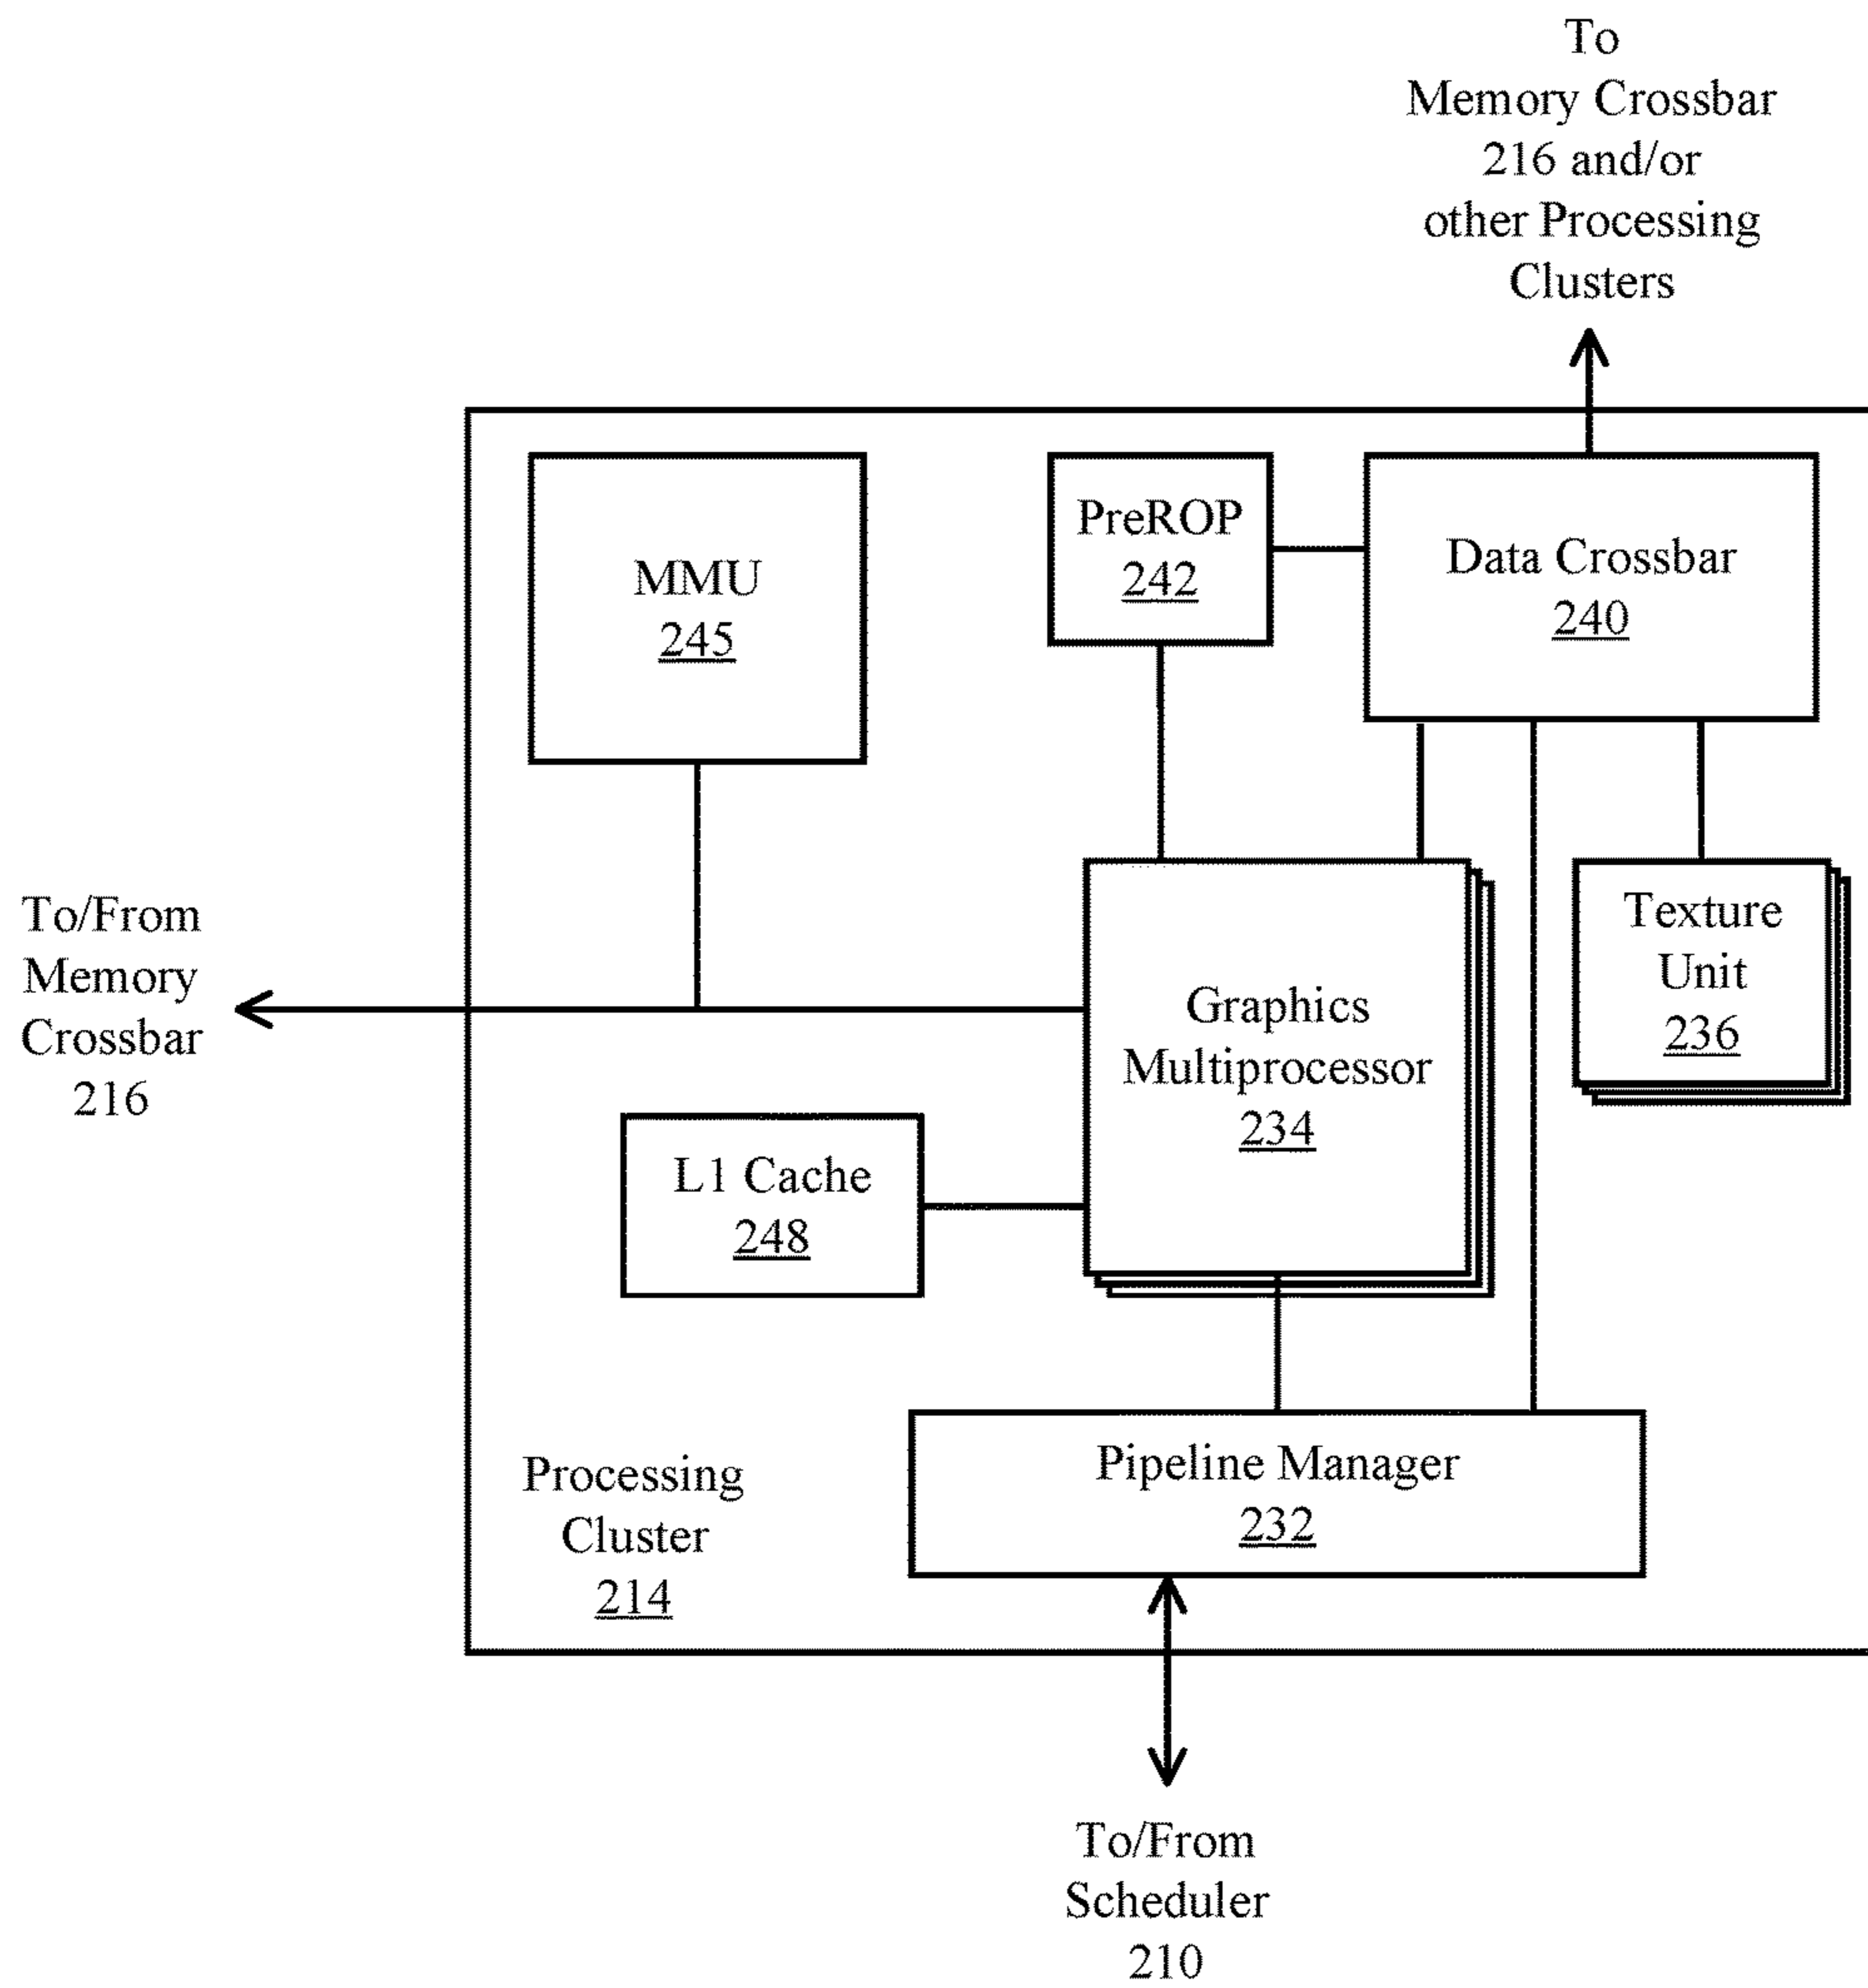 To
Memory Crossbar
216 and/or
other Processing
Clusters
MMU
245
PreROP
242
Data Crossbar
240
To/From
Memory
Crossbar
216
Graphics
Multiprocessor
234
Texture
Unit
236
L1 Cache
248
Processing
Cluster
214
Pipeline Manager
232
To/From
Scheduler
210